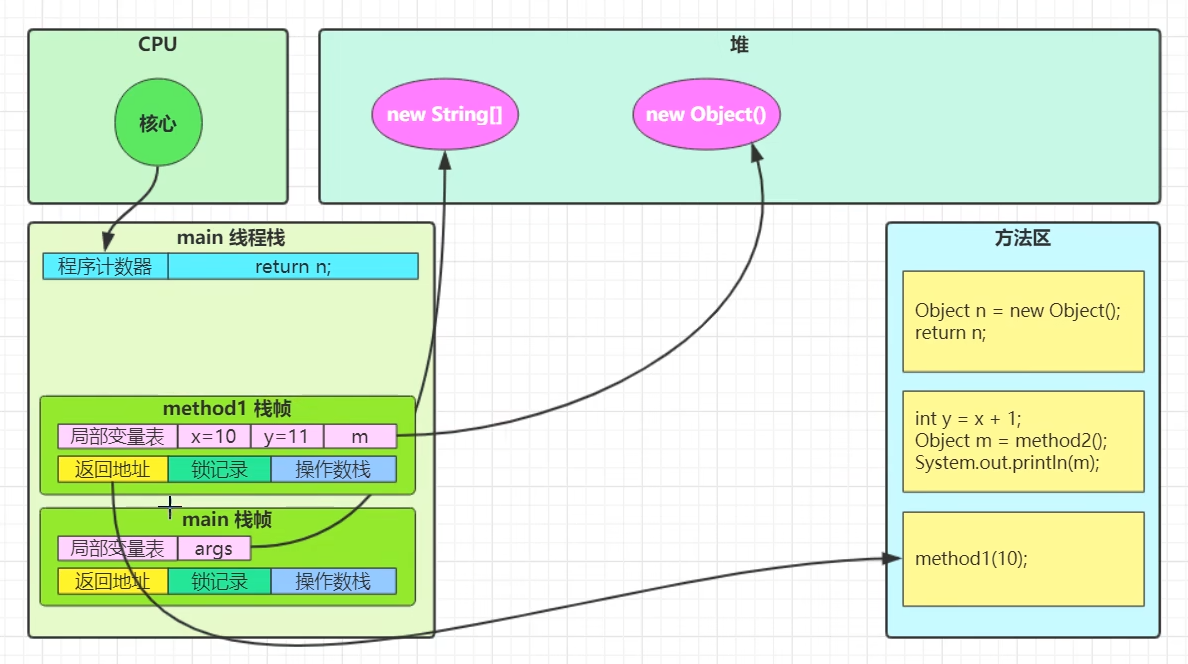 CPU
核心
堆
new String[]
new Object()
main 线程栈
程序计数器 return n;
method1 栈帧
局部变量表 x=10 y=11 m
返回地址 锁记录 操作数栈
main 栈帧
局部变量表 args
返回地址 锁记录 操作数栈
方法区
Object n = new Object();
return n;
int y = x + 1;
Object m = method2();
System.out.println(m);
method1(10);